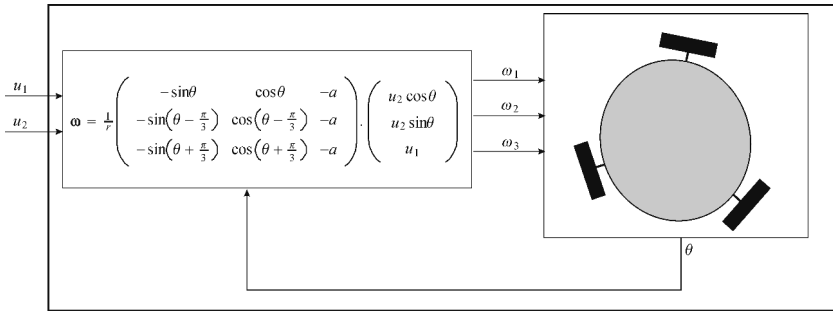 u₁
u₂
ω = 1/r ( −sinθ cosθ −a
−sin(θ − π/3) cos(θ − π/3) −a
−sin(θ + π/3) cos(θ + π/3) −a ) . ( u₂ cosθ
u₂ sinθ
u₁ )
ω₁
ω₂
ω₃
θ